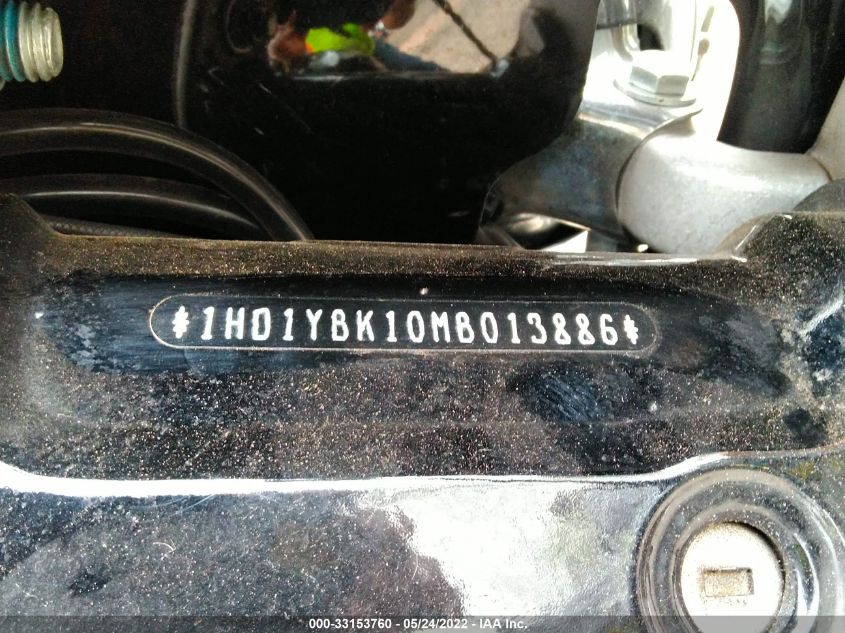 *1HD1YBK10MB013886*
000-33153760 - 05/24/2022 - IAA Inc.